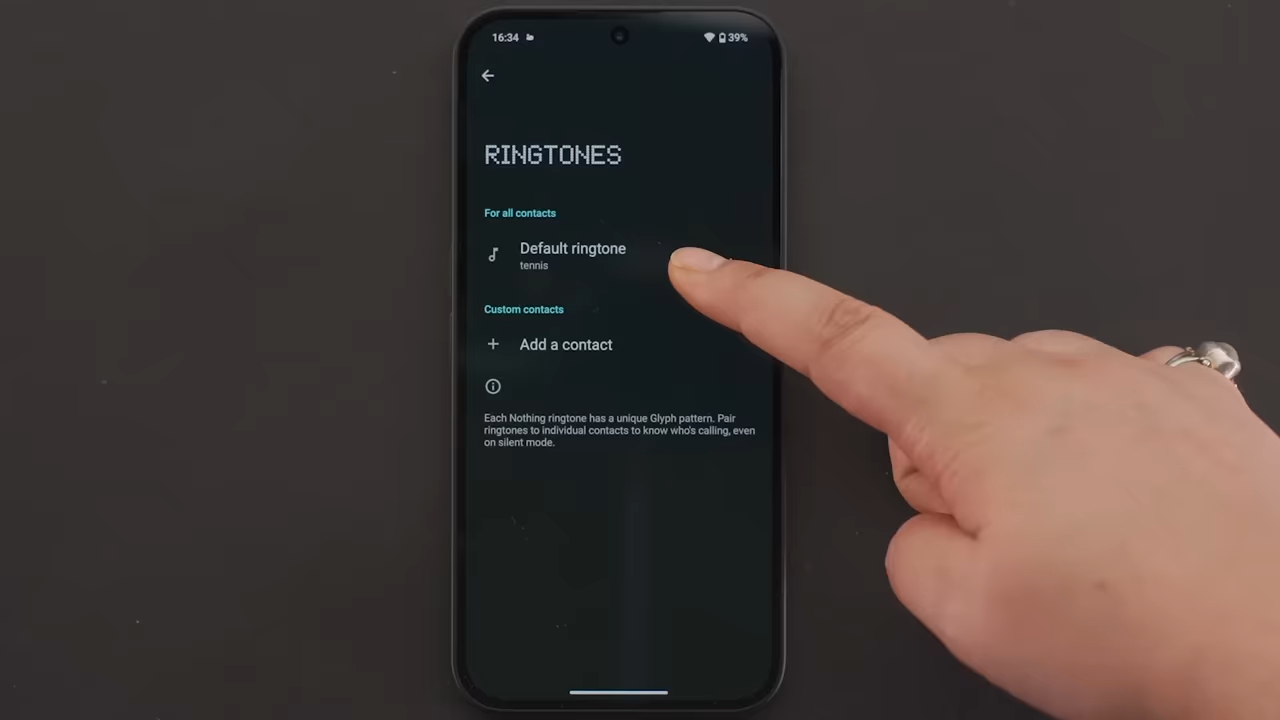 16:34
39%
RINGTONES
For all contacts
Default ringtone
tennis
Custom contacts
Add a contact
Each Nothing ringtone has a unique Glyph pattern. Pair
ringtones to individual contacts to know who's calling, even
on silent mode.